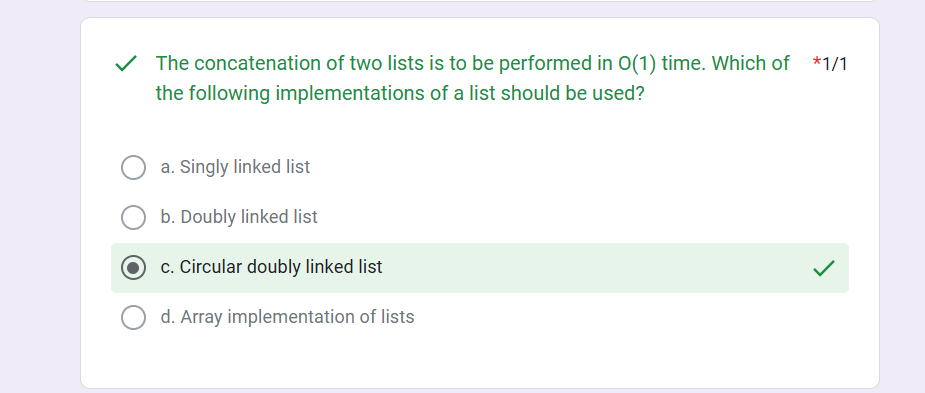 The concatenation of two lists is to be performed in O(1) time. Which of *1/1
the following implementations of a list should be used?
a. Singly linked list
b. Doubly linked list
c. Circular doubly linked list
d. Array implementation of lists